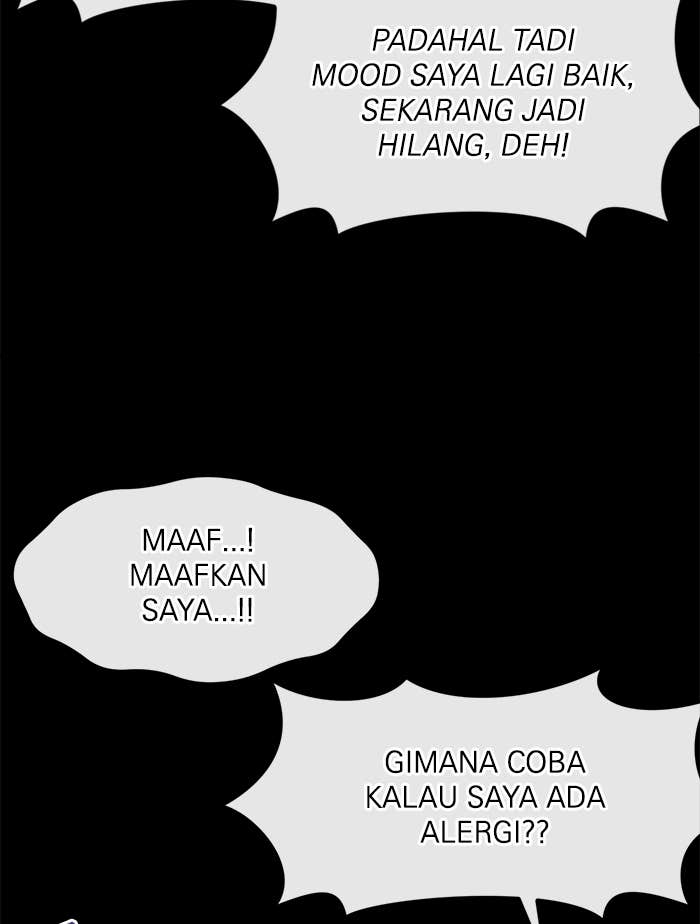 PADAHAL TADI
MOOD SAYA LAGI BAIK,
SEKARANG JADI
HILANG, DEH!
MAAF...!
MAAFKAN
SAYA...!!
GIMANA COBA
KALAU SAYA ADA
ALERGI??